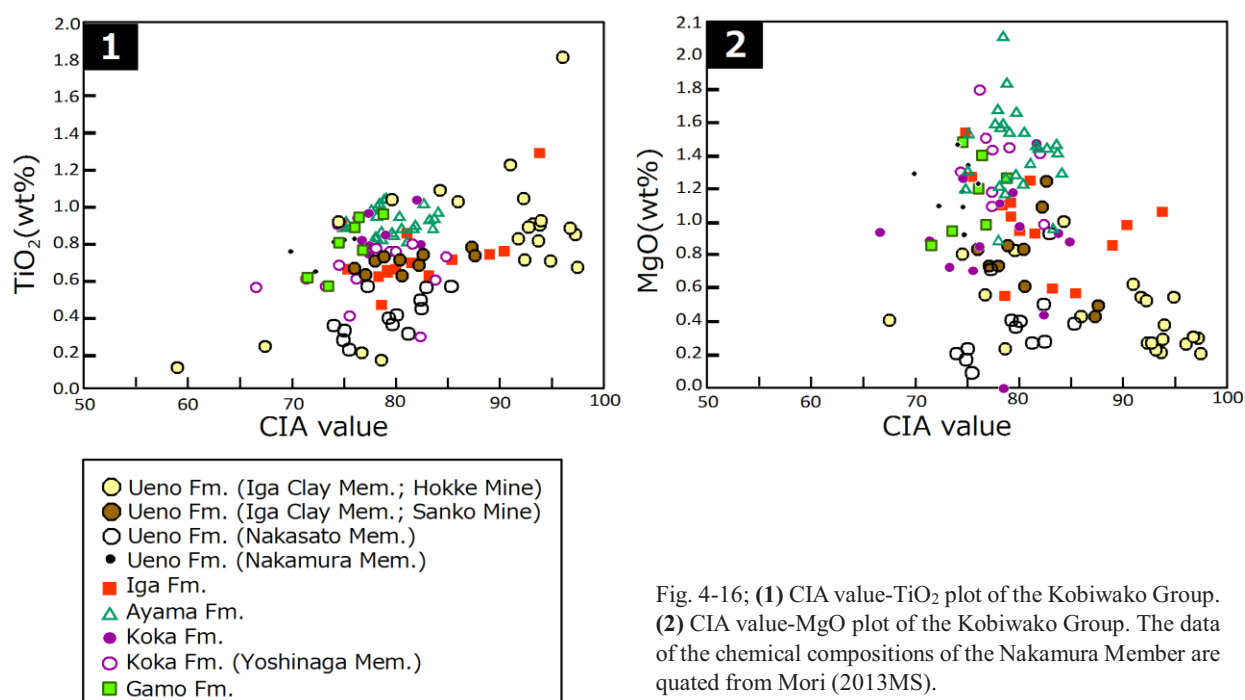 1
TiO₂(wt%)
2.0
1.8
1.6
1.4
1.2
1.0
0.8
0.6
0.4
0.2
0.0
50
60
70
80
90
100
CIA value
2
MgO(wt%)
2.1
2.0
1.8
1.6
1.4
1.2
1.0
0.8
0.6
0.4
0.2
0.0
50
60
70
80
90
100
CIA value
Ueno Fm. (Iga Clay Mem.; Hokke Mine)
Ueno Fm. (Iga Clay Mem.; Sanko Mine)
Ueno Fm. (Nakasato Mem.)
Ueno Fm. (Nakamura Mem.)
Iga Fm.
Ayama Fm.
Koka Fm.
Koka Fm. (Yoshinaga Mem.)
Gamo Fm.
Fig. 4-16; (1) CIA value-TiO₂ plot of the Kobiwako Group.
(2) CIA value-MgO plot of the Kobiwako Group. The data
of the chemical compositions of the Nakamura Member are
quated from Mori (2013MS).